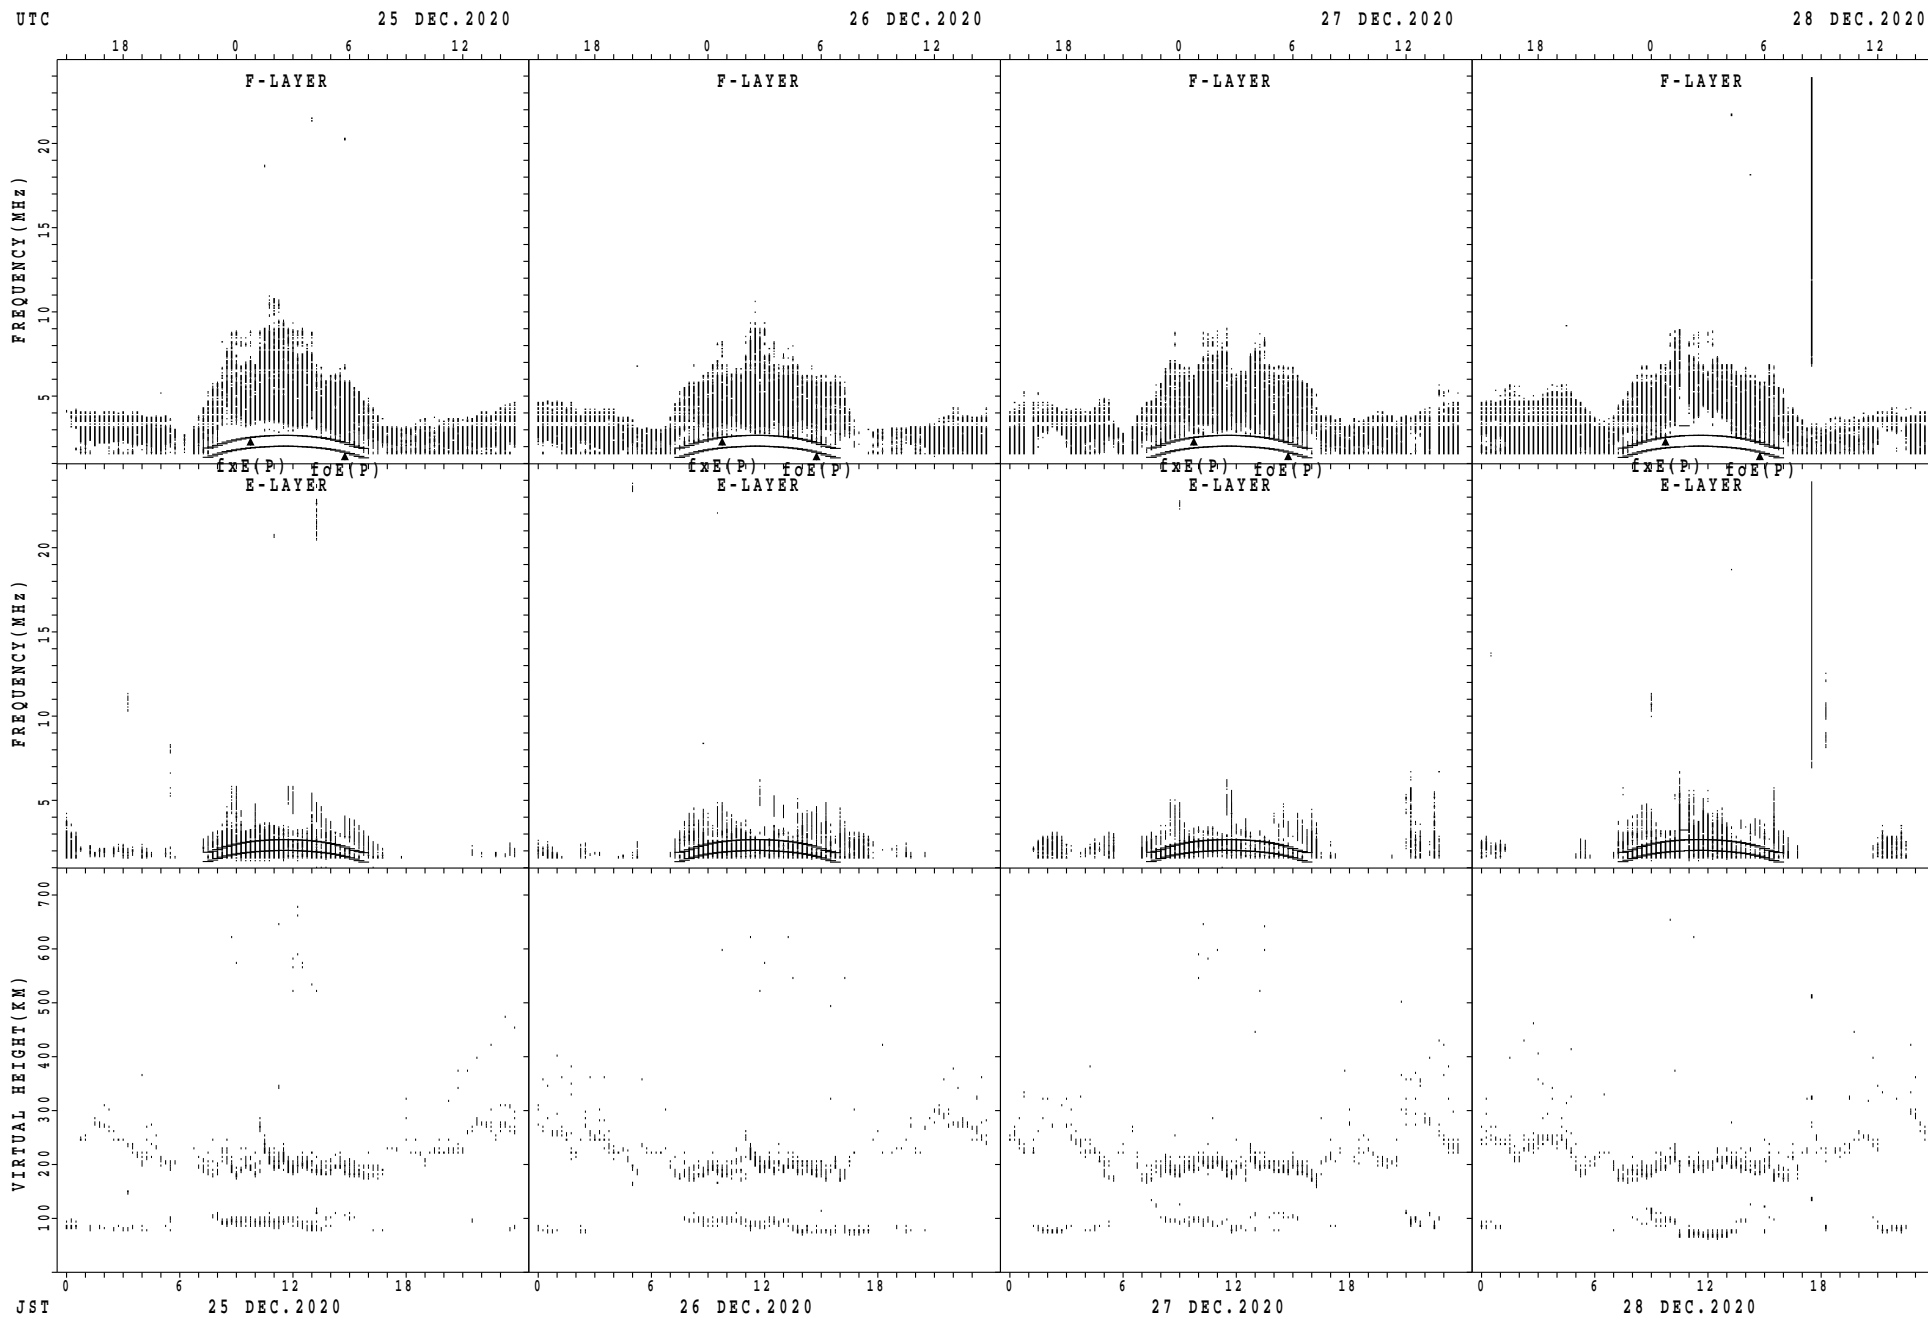 UTC 25 DEC.2020 26 DEC.2020 27 DEC.2020 28 DEC.2020
18 0 6 12 18 0 6 12 18 0 6 12 18 0 6 12
F-LAYER F-LAYER F-LAYER F-LAYER
FREQUENCY(MHz)
20
15
10
5
fxE(P) foE(P) fxE(P) foE(P) fxE(P) foE(P) fxE(P) foE(P)
E-LAYER E-LAYER E-LAYER E-LAYER
FREQUENCY(MHz)
20
15
10
5
VIRTUAL HEIGHT(KM)
700
600
500
400
300
200
100
0 6 12 18 0 6 12 18 0 6 12 18 0 6 12 18
JST 25 DEC.2020 26 DEC.2020 27 DEC.2020 28 DEC.2020